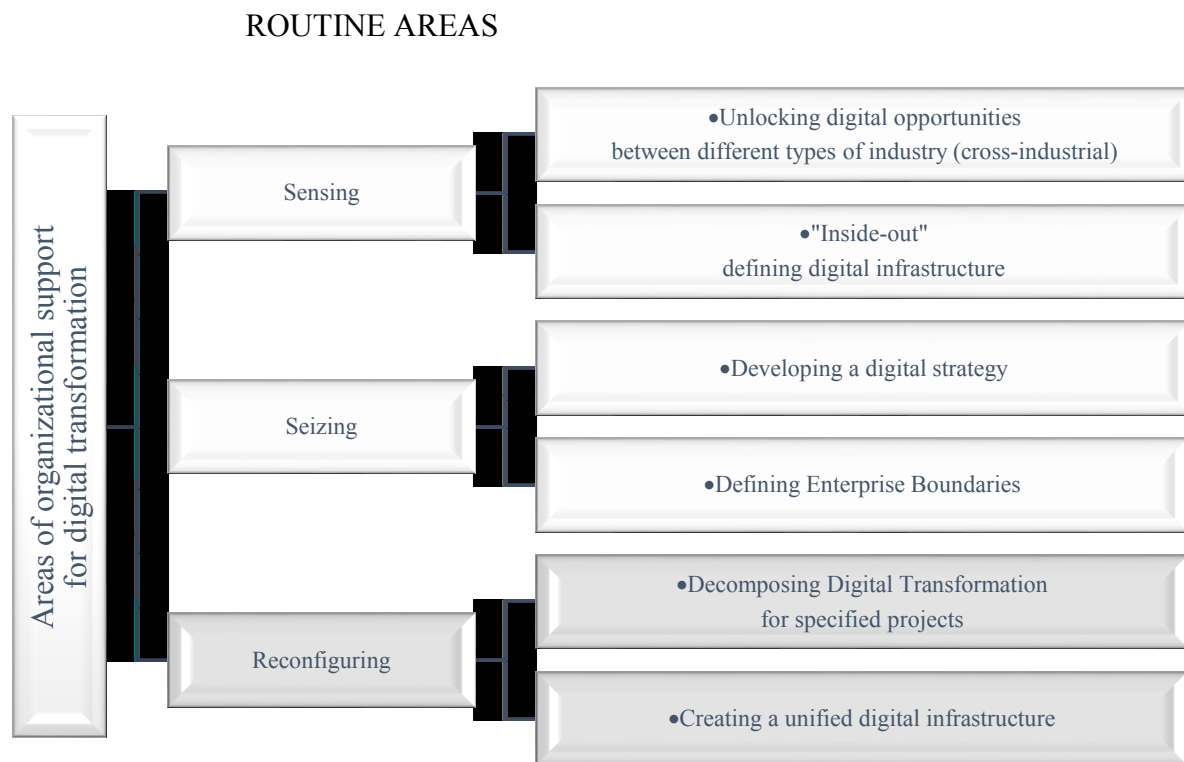 ROUTINE AREAS
Areas of organizational support
for digital transformation
Sensing
•Unlocking digital opportunities
between different types of industry (cross-industrial)
•"Inside-out"
defining digital infrastructure
Seizing
•Developing a digital strategy
•Defining Enterprise Boundaries
Reconfiguring
•Decomposing Digital Transformation
for specified projects
•Creating a unified digital infrastructure